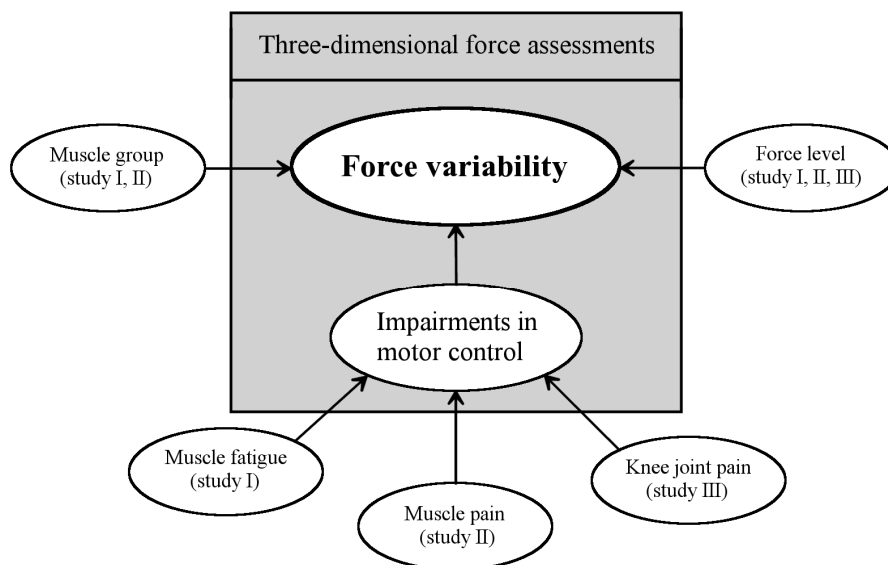 Three-dimensional force assessments
Muscle group
(study I, II)
Force variability
Force level
(study I, II, III)
Impairments in
motor control
Muscle fatigue
(study I)
Muscle pain
(study II)
Knee joint pain
(study III)